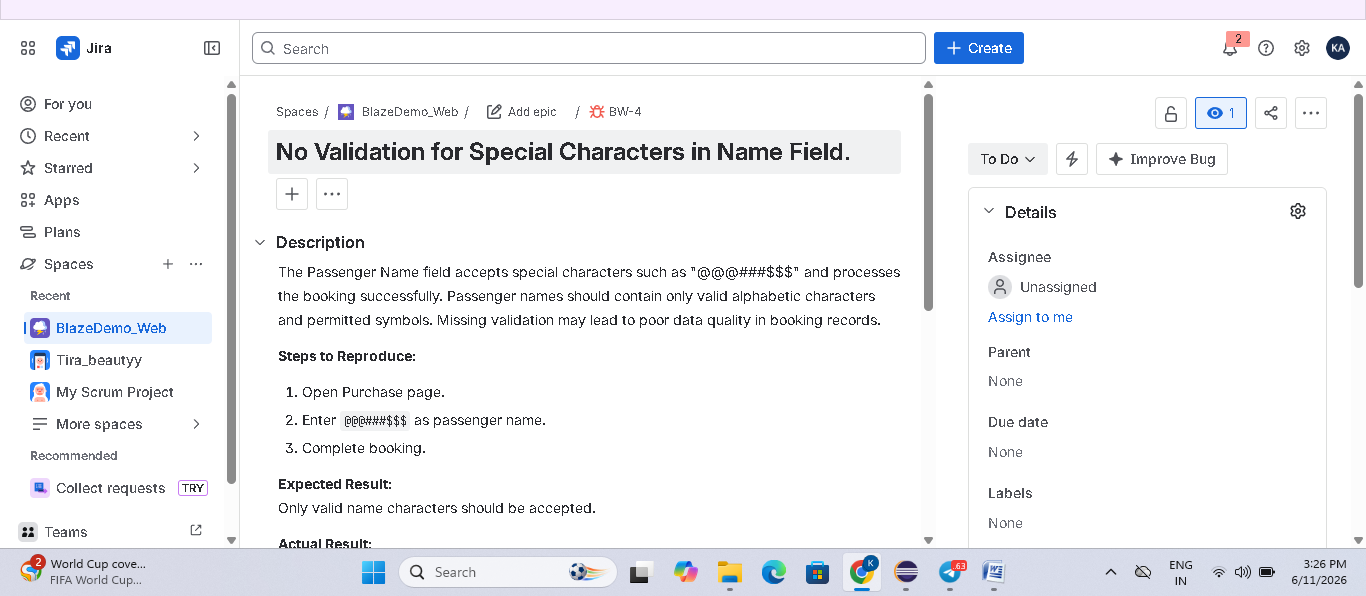 Jira
Search
Create
2
KA
For you
Recent
Starred
Apps
Plans
Spaces
Recent
BlazeDemo_Web
Tira_beautyy
My Scrum Project
More spaces
Recommended
Collect requests TRY
Teams
Spaces / BlazeDemo_Web / Add epic / BW-4
No Validation for Special Characters in Name Field.
Description
The Passenger Name field accepts special characters such as "@@@###$$$" and processes
the booking successfully. Passenger names should contain only valid alphabetic characters
and permitted symbols. Missing validation may lead to poor data quality in booking records.
Steps to Reproduce:
1. Open Purchase page.
2. Enter @@@###$$$ as passenger name.
3. Complete booking.
Expected Result:
Only valid name characters should be accepted.
Actual Result:
1
To Do
Improve Bug
Details
Assignee
Unassigned
Assign to me
Parent
None
Due date
None
Labels
None
2
World Cup cove...
FIFA World Cup...
Search
K
63
ENG
IN
3:26 PM
6/11/2026